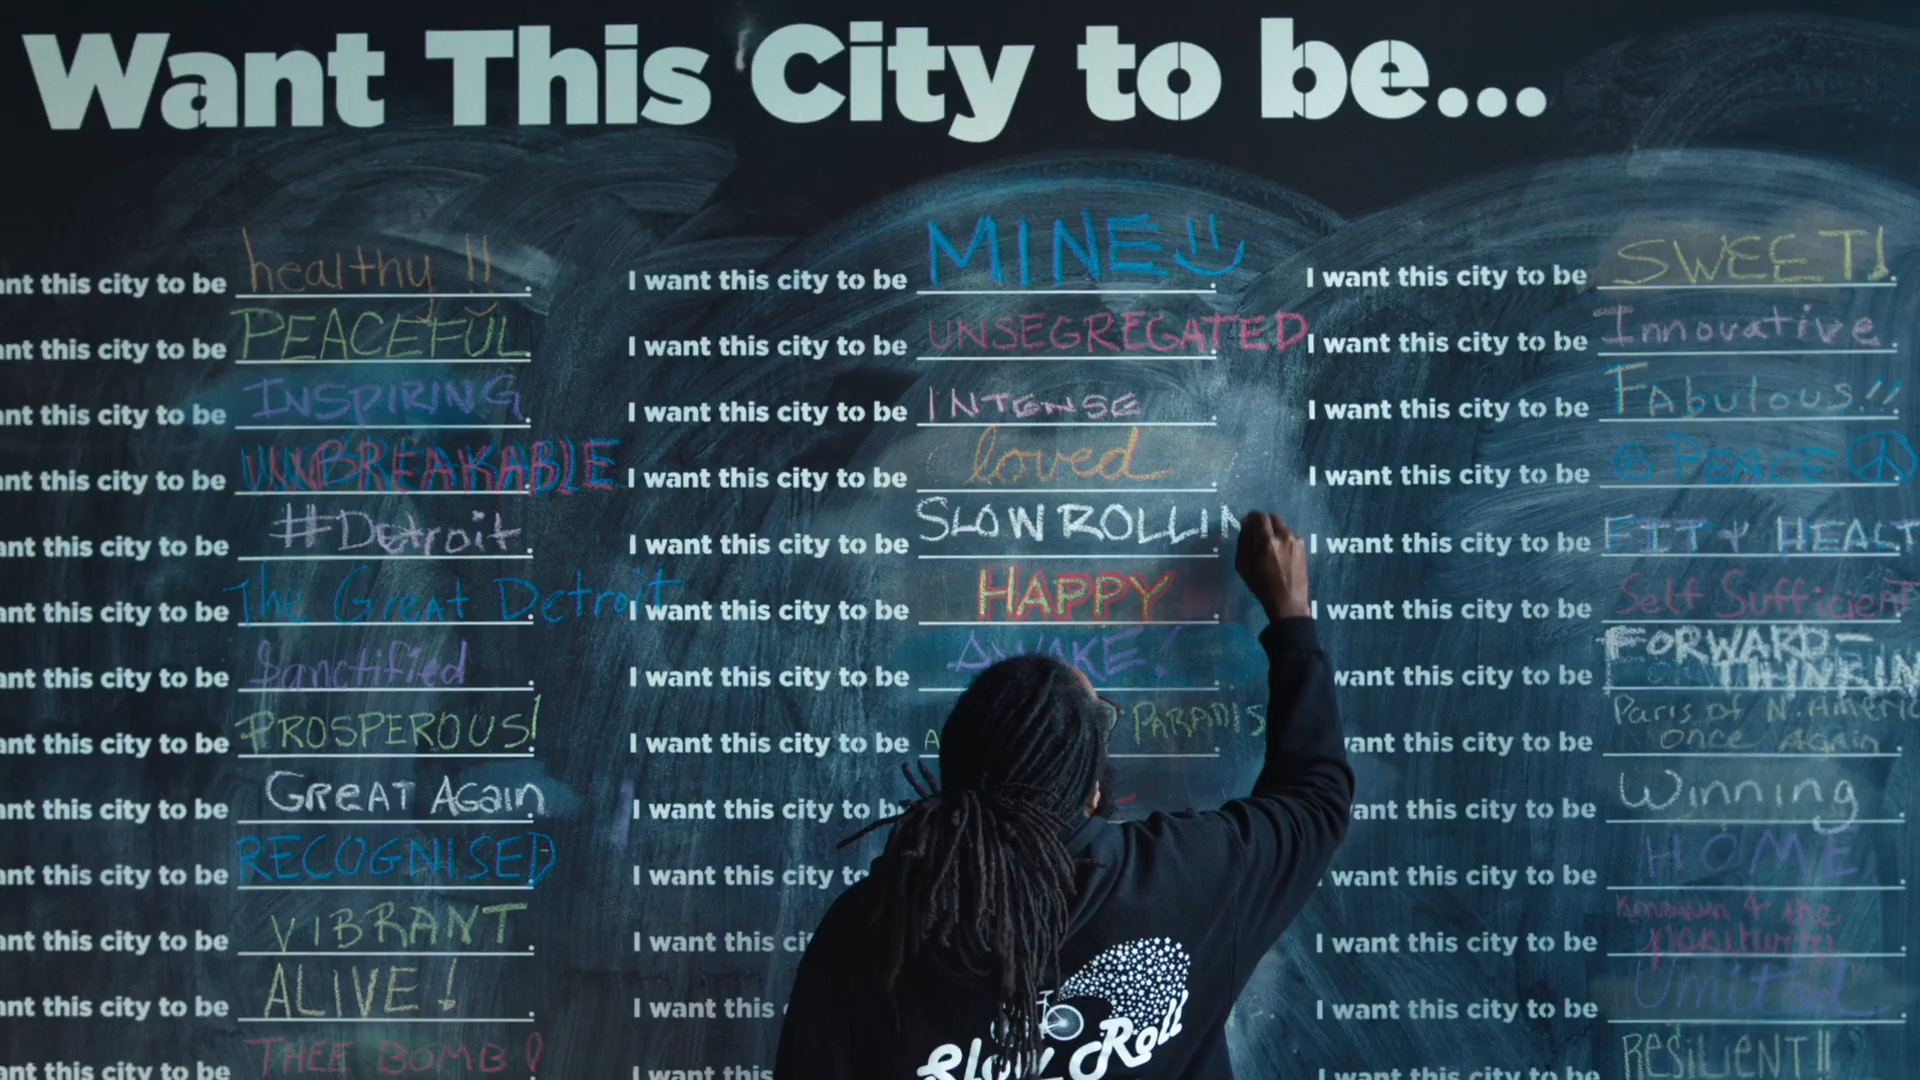 Want This City to be...
ant this city to be healthy!!.
ant this city to be PEACEFUL.
ant this city to be INSPIRING.
ant this city to be UNBREAKABLE.
ant this city to be #Detroit.
ant this city to be The Great Detroit.
ant this city to be Sanctified.
ant this city to be PROSPEROUS!
ant this city to be GREAT AGAIN.
ant this city to be RECOGNISED.
ant this city to be VIBRANT.
ant this city to be ALIVE!.
ant this city to be THEE BOMB!
I want this city to be MINE.
I want this city to be UNSEGREGATED.
I want this city to be INTENSE.
I want this city to be loved.
I want this city to be SLOW ROLLIN.
I want this city to be HAPPY.
I want this city to be AWAKE!.
I want this city to be A PARADIS.
I want this city to b
I want this city to
I want this ci
I want this
I want this
I want this city to be SWEET!.
I want this city to be Innovative.
I want this city to be Fabulous!!
I want this city to be PEACE
I want this city to be FIT & HEALT
I want this city to be Self Sufficient
want this city to be FORWARD-
THINKIN
vant this city to be Paris of N. Americ
once again.
vant this city to be Winning.
want this city to be HOME.
I want this city to be Known 4 the
positivity.
I want this city to be United.
I want this city to be RESILIENT!!
Slow Roll